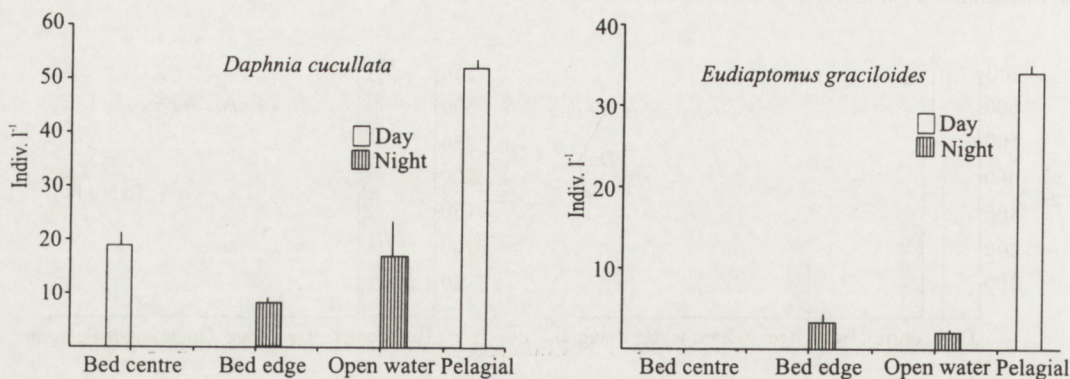 60
50
40
30
20
10
Indiv. l⁻¹
Daphnia cucullata
Day
Night
Bed centre Bed edge Open water Pelagial
40
30
20
10
Indiv. l⁻¹
Eudiaptomus graciloides
Day
Night
Bed centre Bed edge Open water Pelagial